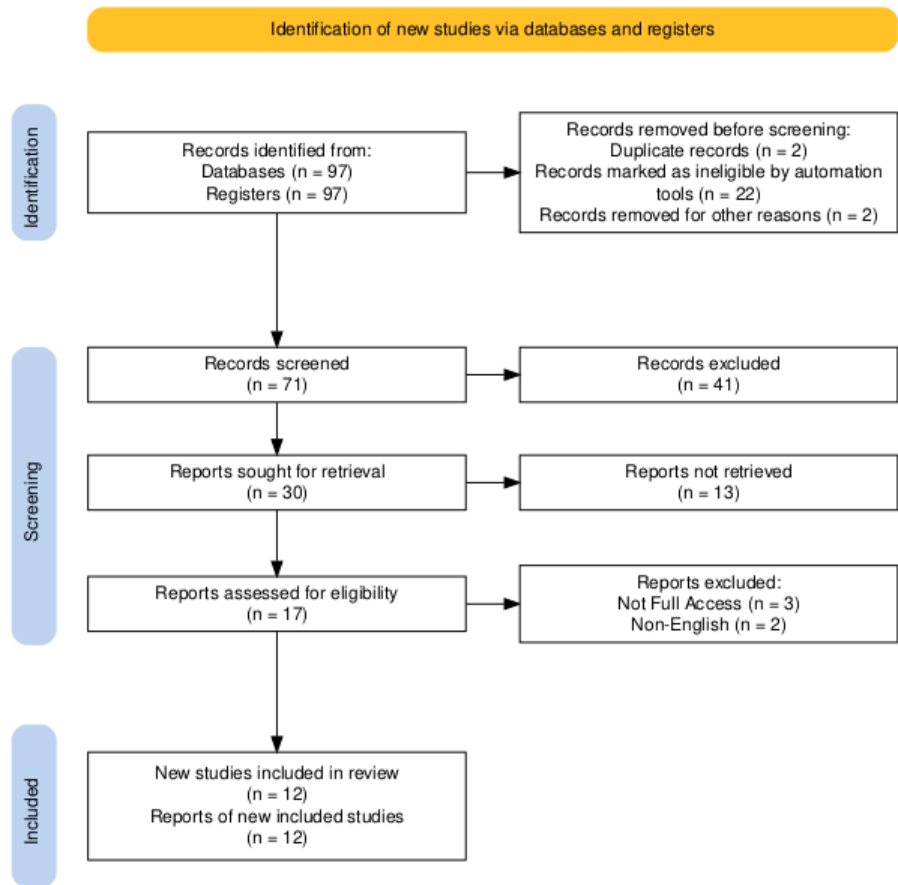 Identification of new studies via databases and registers
Identification
Records identified from:
Databases (n = 97)
Registers (n = 97)
Records removed before screening:
Duplicate records (n = 2)
Records marked as ineligible by automation
tools (n = 22)
Records removed for other reasons (n = 2)
Screening
Records screened
(n = 71)
Records excluded
(n = 41)
Reports sought for retrieval
(n = 30)
Reports not retrieved
(n = 13)
Reports assessed for eligibility
(n = 17)
Reports excluded:
Not Full Access (n = 3)
Non-English (n = 2)
Included
New studies included in review
(n = 12)
Reports of new included studies
(n = 12)